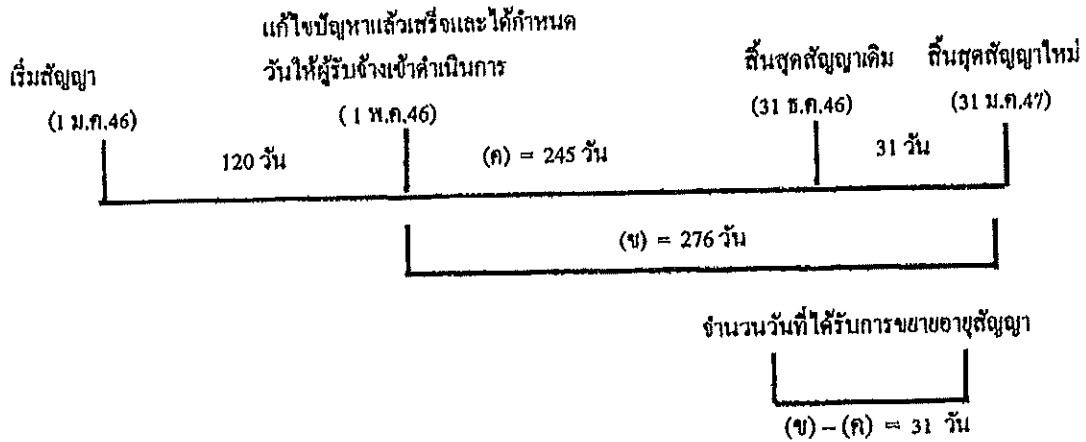 แก้ไขปัญหาแล้วเสร็จและได้กำหนด
วันให้ผู้รับจ้างเข้าดำเนินการ
เริ่มสัญญา
สิ้นสุดสัญญาเดิม
สิ้นสุดสัญญาใหม่
(1 ม.ค.46)
( 1 พ.ค.46)
(31 ธ.ค.46)
(31 ม.ค.47)
120 วัน
(ค) = 245 วัน
31 วัน
(ข) = 276 วัน
จำนวนวันที่ได้รับการขยายอายุสัญญา
(ข) – (ค) = 31 วัน